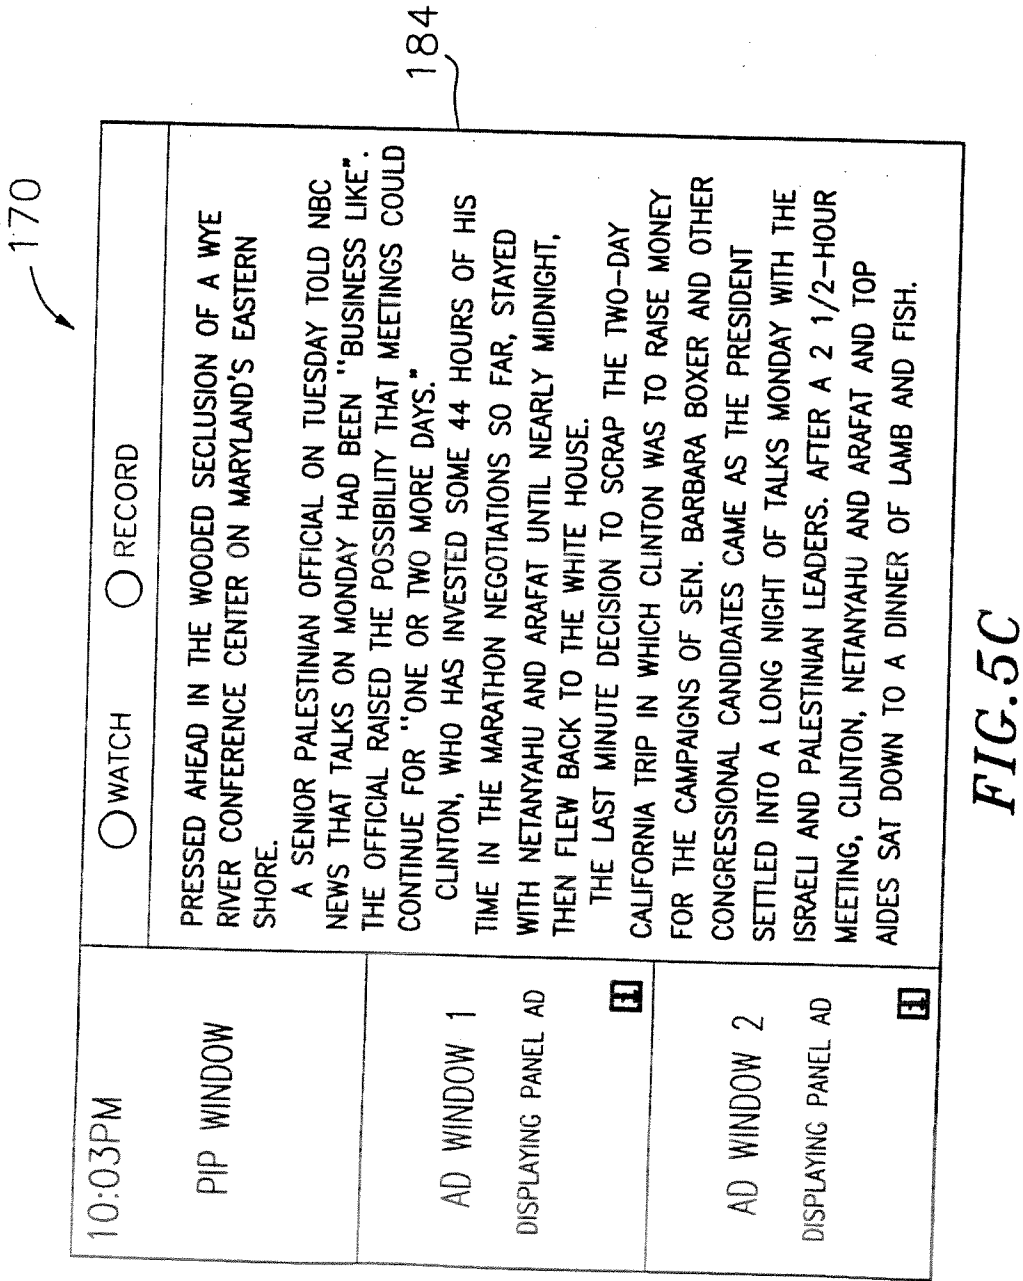 170
184
10:03PM
PIP WINDOW
AD WINDOW 1
DISPLAYING PANEL AD
i
AD WINDOW 2
DISPLAYING PANEL AD
i
WATCH RECORD
PRESSED AHEAD IN THE WOODED SECLUSION OF A WYE
RIVER CONFERENCE CENTER ON MARYLAND'S EASTERN
SHORE.
A SENIOR PALESTINIAN OFFICIAL ON TUESDAY TOLD NBC
NEWS THAT TALKS ON MONDAY HAD BEEN "BUSINESS LIKE".
THE OFFICIAL RAISED THE POSSIBILITY THAT MEETINGS COULD
CONTINUE FOR "ONE OR TWO MORE DAYS."
CLINTON, WHO HAS INVESTED SOME 44 HOURS OF HIS
TIME IN THE MARATHON NEGOTIATIONS SO FAR, STAYED
WITH NETANYAHU AND ARAFAT UNTIL NEARLY MIDNIGHT,
THEN FLEW BACK TO THE WHITE HOUSE.
THE LAST MINUTE DECISION TO SCRAP THE TWO-DAY
CALIFORNIA TRIP IN WHICH CLINTON WAS TO RAISE MONEY
FOR THE CAMPAIGNS OF SEN. BARBARA BOXER AND OTHER
CONGRESSIONAL CANDIDATES CAME AS THE PRESIDENT
SETTLED INTO A LONG NIGHT OF TALKS MONDAY WITH THE
ISRAELI AND PALESTINIAN LEADERS. AFTER A 2 1/2-HOUR
MEETING, CLINTON, NETANYAHU AND ARAFAT AND TOP
AIDES SAT DOWN TO A DINNER OF LAMB AND FISH.
FIG.5C